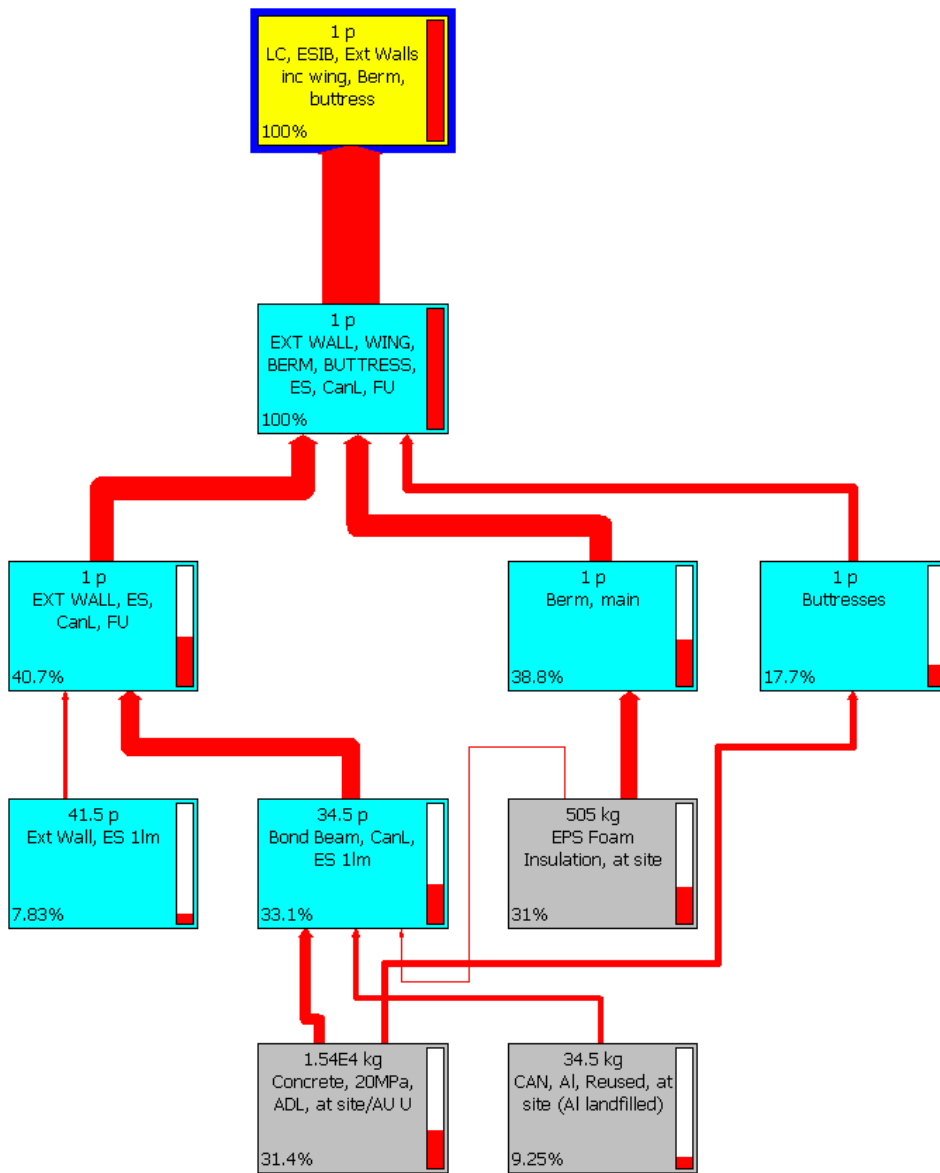 1 p
LC, ESIB, Ext Walls
inc wing, Berm,
buttress
100%
1 p
EXT WALL, WING,
BERM, BUTTRESS,
ES, CanL, FU
100%
1 p
EXT WALL, ES,
CanL, FU
40.7%
1 p
Berm, main
38.8%
1 p
Buttresses
17.7%
41.5 p
Ext Wall, ES 1lm
7.83%
34.5 p
Bond Beam, CanL,
ES 1lm
33.1%
505 kg
EPS Foam
Insulation, at site
31%
1.54E4 kg
Concrete, 20MPa,
ADL, at site/AU U
31.4%
34.5 kg
CAN, Al, Reused, at
site (Al landfilled)
9.25%